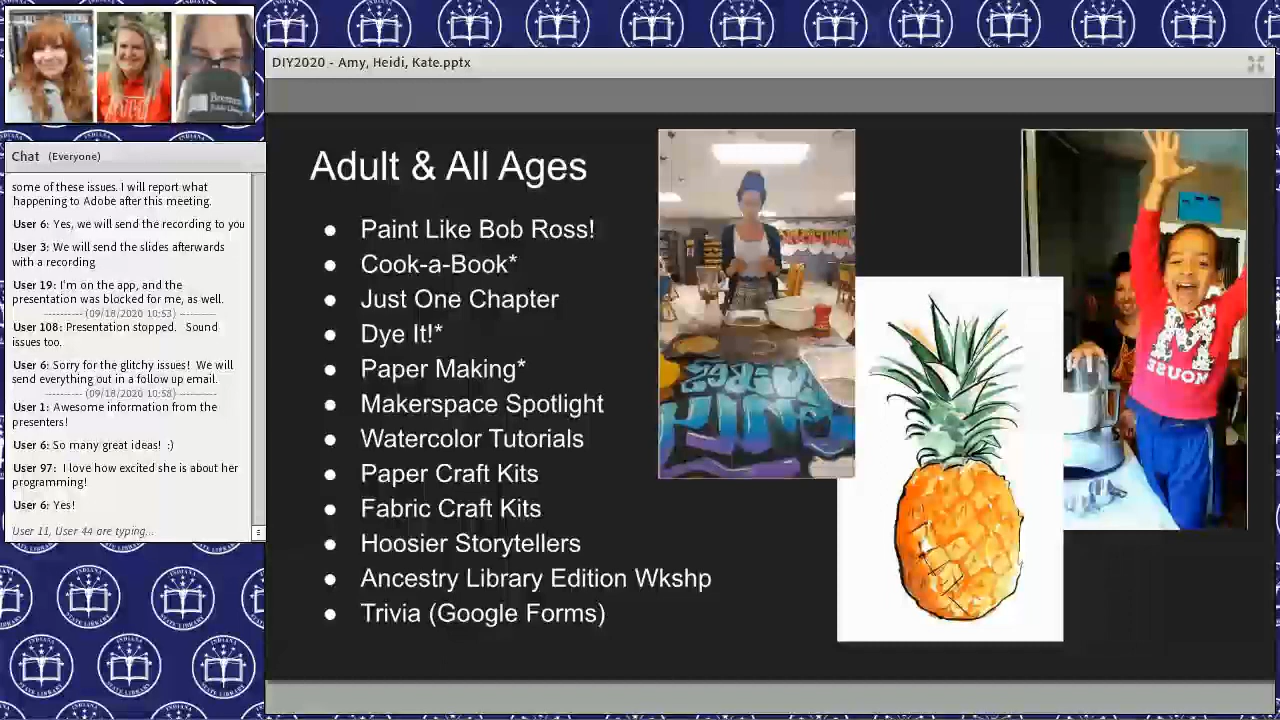 DIY2020 - Amy, Heidi, Kate.pptx
Chat (Everyone)
some of these issues. I will report what
happening to Adobe after this meeting.
User 6: Yes, we will send the recording to you
User 3: We will send the slides afterwards
with a recording
User 19: I'm on the app, and the
presentation was blocked for me, as well.
---------- (09/18/2020 10:53) ----------
User 108: Presentation stopped. Sound
issues too.
User 6: Sorry for the glitchy issues! We will
send everything out in a follow up email.
---------- (09/18/2020 10:58) ----------
User 1: Awesome information from the
presenters!
User 6: So many great ideas! :)
User 97: I love how excited she is about her
programming!
User 6: Yes!
User 11, User 44 are typing...
Adult & All Ages
● Paint Like Bob Ross!
● Cook-a-Book*
● Just One Chapter
● Dye It!*
● Paper Making*
● Makerspace Spotlight
● Watercolor Tutorials
● Paper Craft Kits
● Fabric Craft Kits
● Hoosier Storytellers
● Ancestry Library Edition Wkshp
● Trivia (Google Forms)
INDIANA
STATE LIBRARY